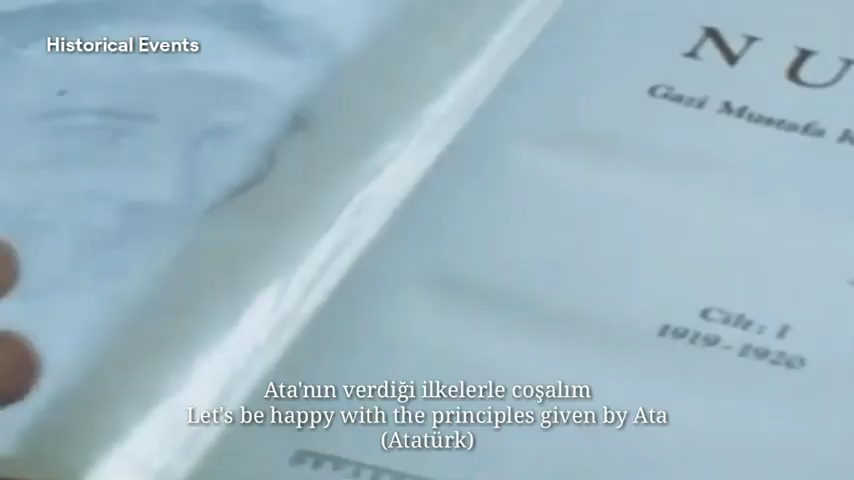 Historical Events
N U
Gazi Mustafa K
Cilt: I
1919-1920
Ata'nın verdiği ilkelerle coşalım
Let's be happy with the principles given by Ata
(Atatürk)